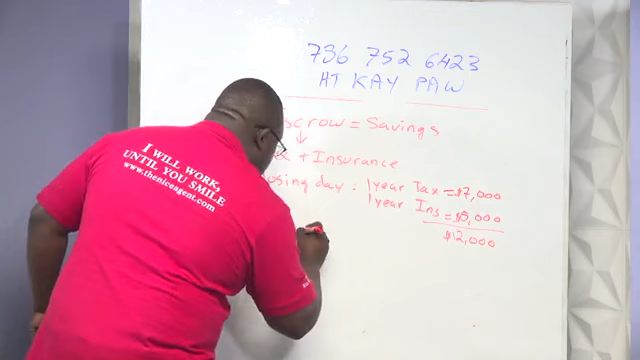 736 752 6423
HT KAY PAW
scrow = Savings
+ Insurance
osing day : 1year Tax = $7,000
1year Ins = $5,000
$12,000
I WILL WORK,
UNTIL YOU SMILE
www.theniceagent.com